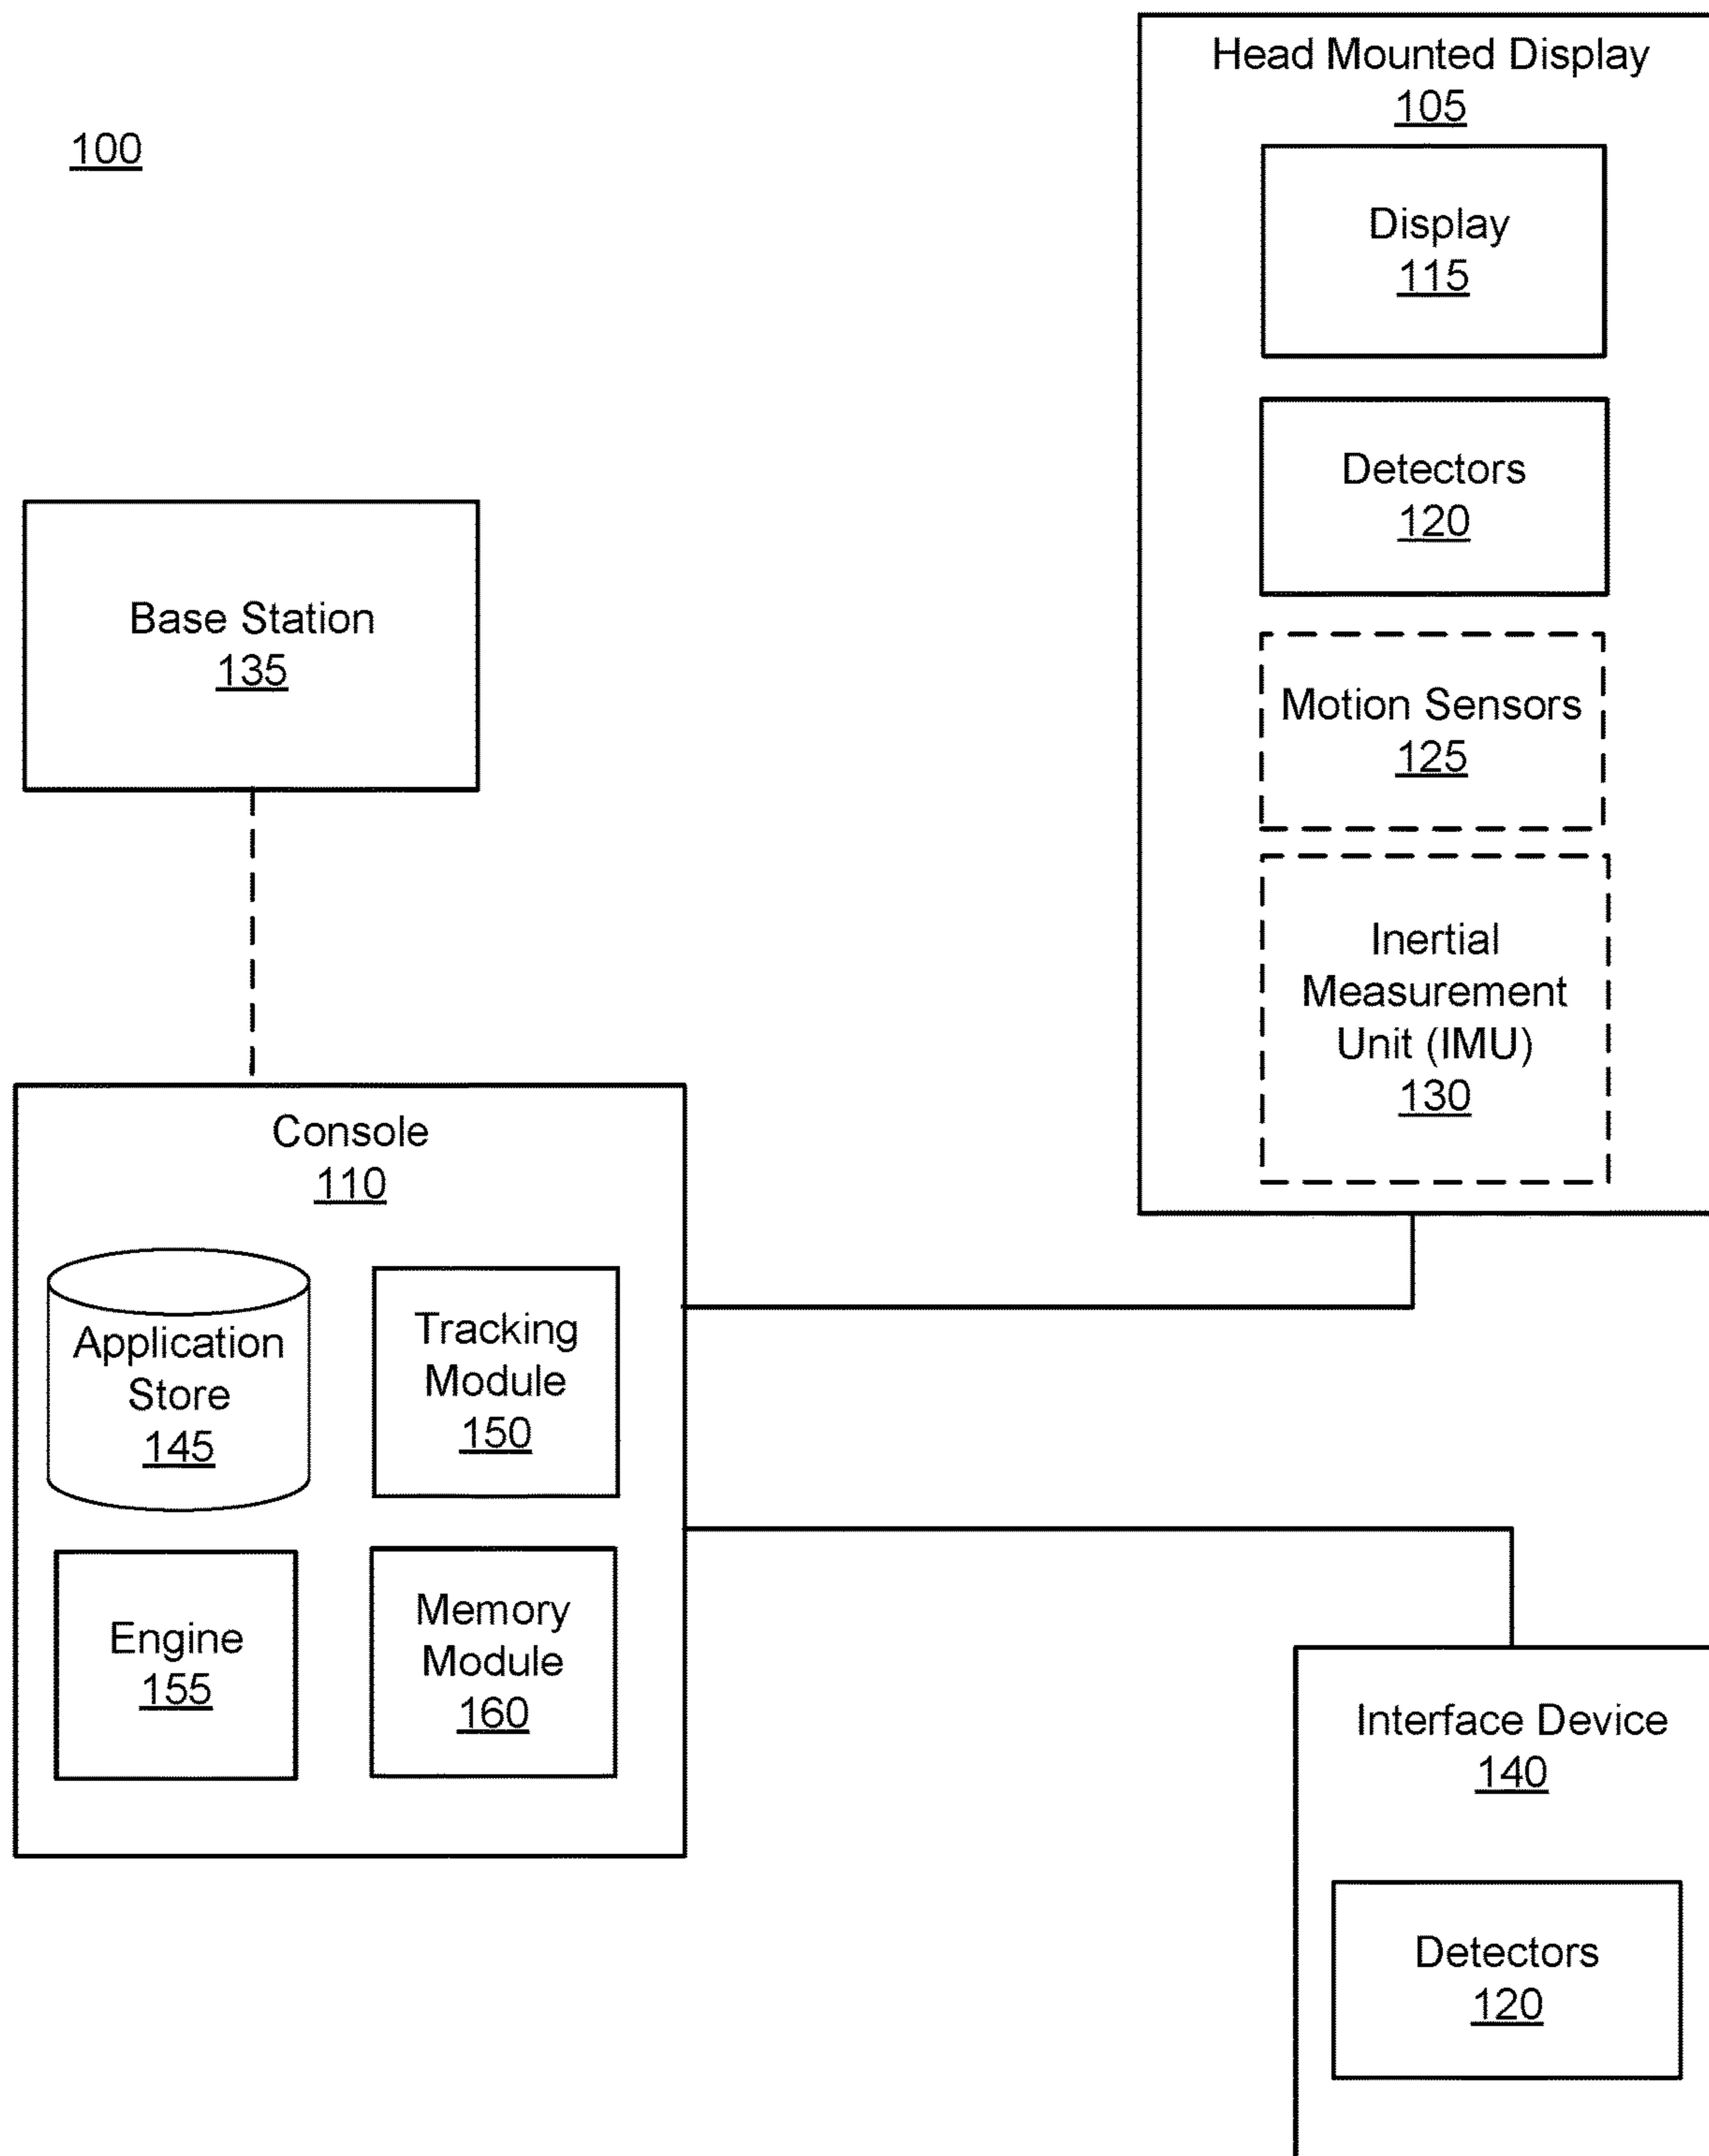 100
Head Mounted Display
105
Display
115
Detectors
120
Motion Sensors
125
Inertial
Measurement
Unit (IMU)
130
Base Station
135
Console
110
Application
Store
145
Tracking
Module
150
Engine
155
Memory
Module
160
Interface Device
140
Detectors
120